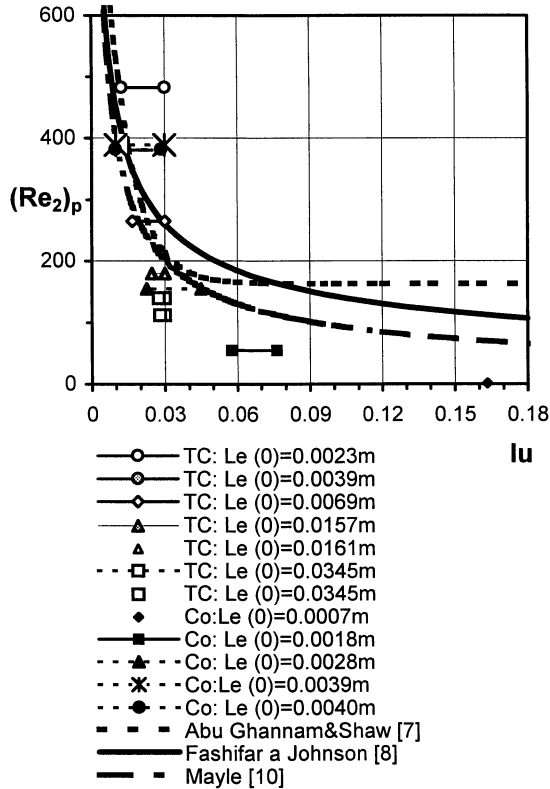 600
400
(Re2)p
200
0
0 0.03 0.06 0.09 0.12 0.15 0.18
Iu
TC: Le (0)=0.0023m
TC: Le (0)=0.0039m
TC: Le (0)=0.0069m
TC: Le (0)=0.0157m
TC: Le (0)=0.0161m
TC: Le (0)=0.0345m
TC: Le (0)=0.0345m
Co:Le (0)=0.0007m
Co: Le (0)=0.0018m
Co: Le (0)=0.0028m
Co:Le (0)=0.0039m
Co: Le (0)=0.0040m
Abu Ghannam&Shaw [7]
Fashifar a Johnson [8]
Mayle [10]